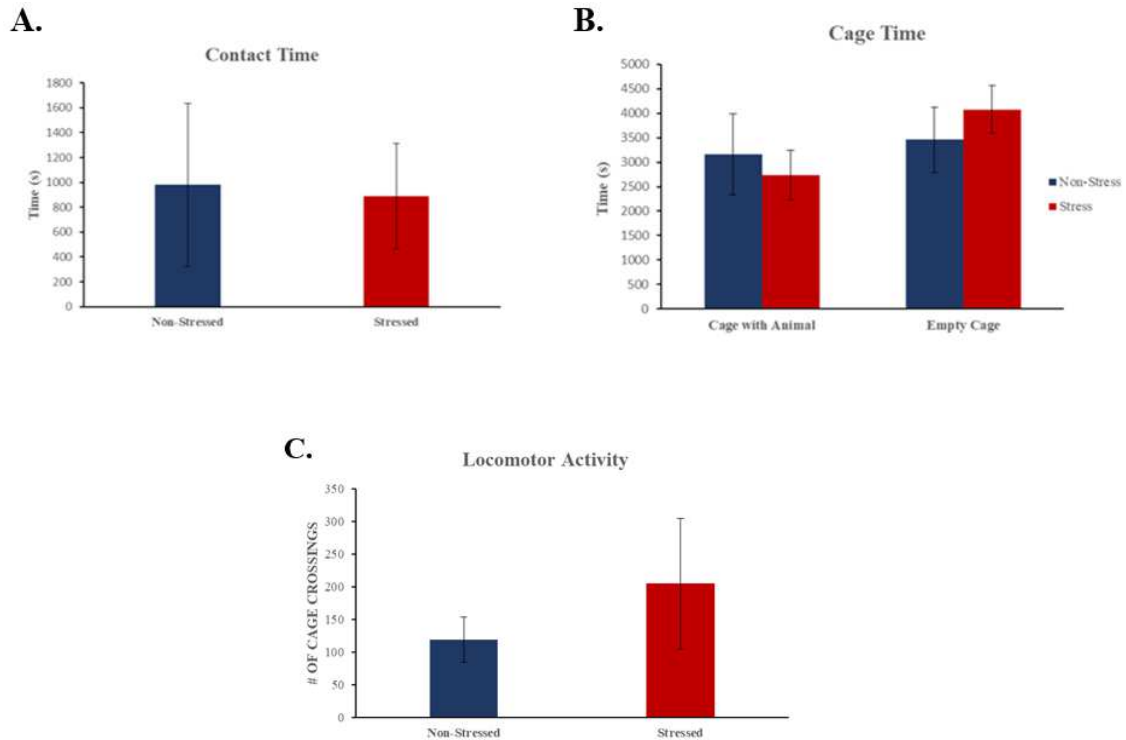 A.
Contact Time
1800
1600
1400
1200
1000
800
600
400
200
0
Time (s)
Non-Stressed
Stressed
B.
Cage Time
5000
4500
4000
3500
3000
2500
2000
1500
1000
500
0
Time (s)
Cage with Animal
Empty Cage
Non-Stress
Stress
C.
Locomotor Activity
350
300
250
200
150
100
50
0
# OF CAGE CROSSINGS
Non-Stressed
Stressed